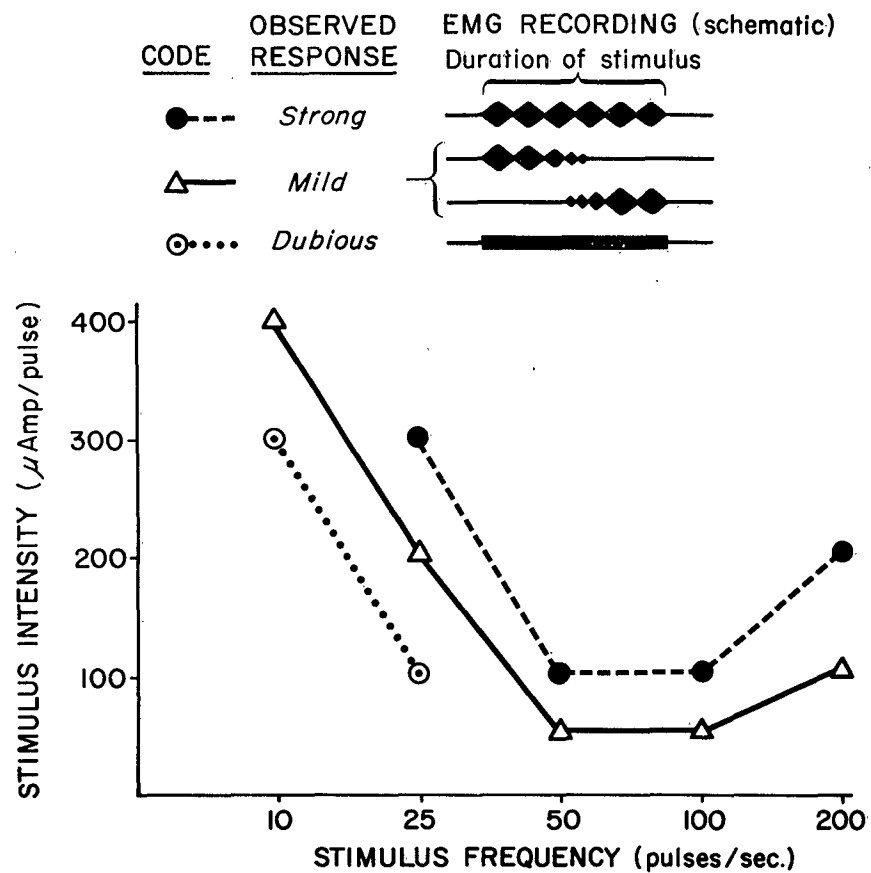 CODE
OBSERVED
RESPONSE
EMG RECORDING (schematic)
Duration of stimulus
Strong
Mild
Dubious
STIMULUS INTENSITY (μAmp/pulse)
400
300
200
100
10 25 50 100 200
STIMULUS FREQUENCY (pulses/sec.)